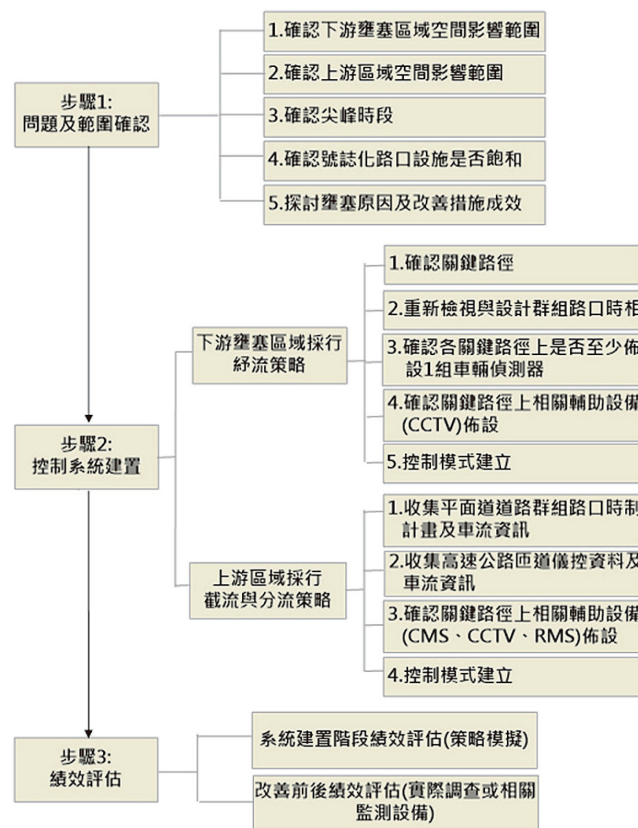 步驟1:
問題及範圍確認
1.確認下游壅塞區域空間影響範圍
2.確認上游區域空間影響範圍
3.確認尖峰時段
4.確認號誌化路口設施是否飽和
5.探討壅塞原因及改善措施成效
步驟2:
控制系統建置
下游壅塞區域採行
紓流策略
1.確認關鍵路徑
2.重新檢視與設計群組路口時相
3.確認各關鍵路徑上是否至少佈
設1組車輛偵測器
4.確認關鍵路徑上相關輔助設備
(CCTV)佈設
5.控制模式建立
上游區域採行
截流與分流策略
1.收集平面道道路群組路口時制
計畫及車流資訊
2.收集高速公路匝道儀控資料及
車流資訊
3.確認關鍵路徑上相關輔助設備
(CMS、CCTV、RMS)佈設
4.控制模式建立
步驟3:
績效評估
系統建置階段績效評估(策略模擬)
改善前後績效評估(實際調查或相關
監測設備)